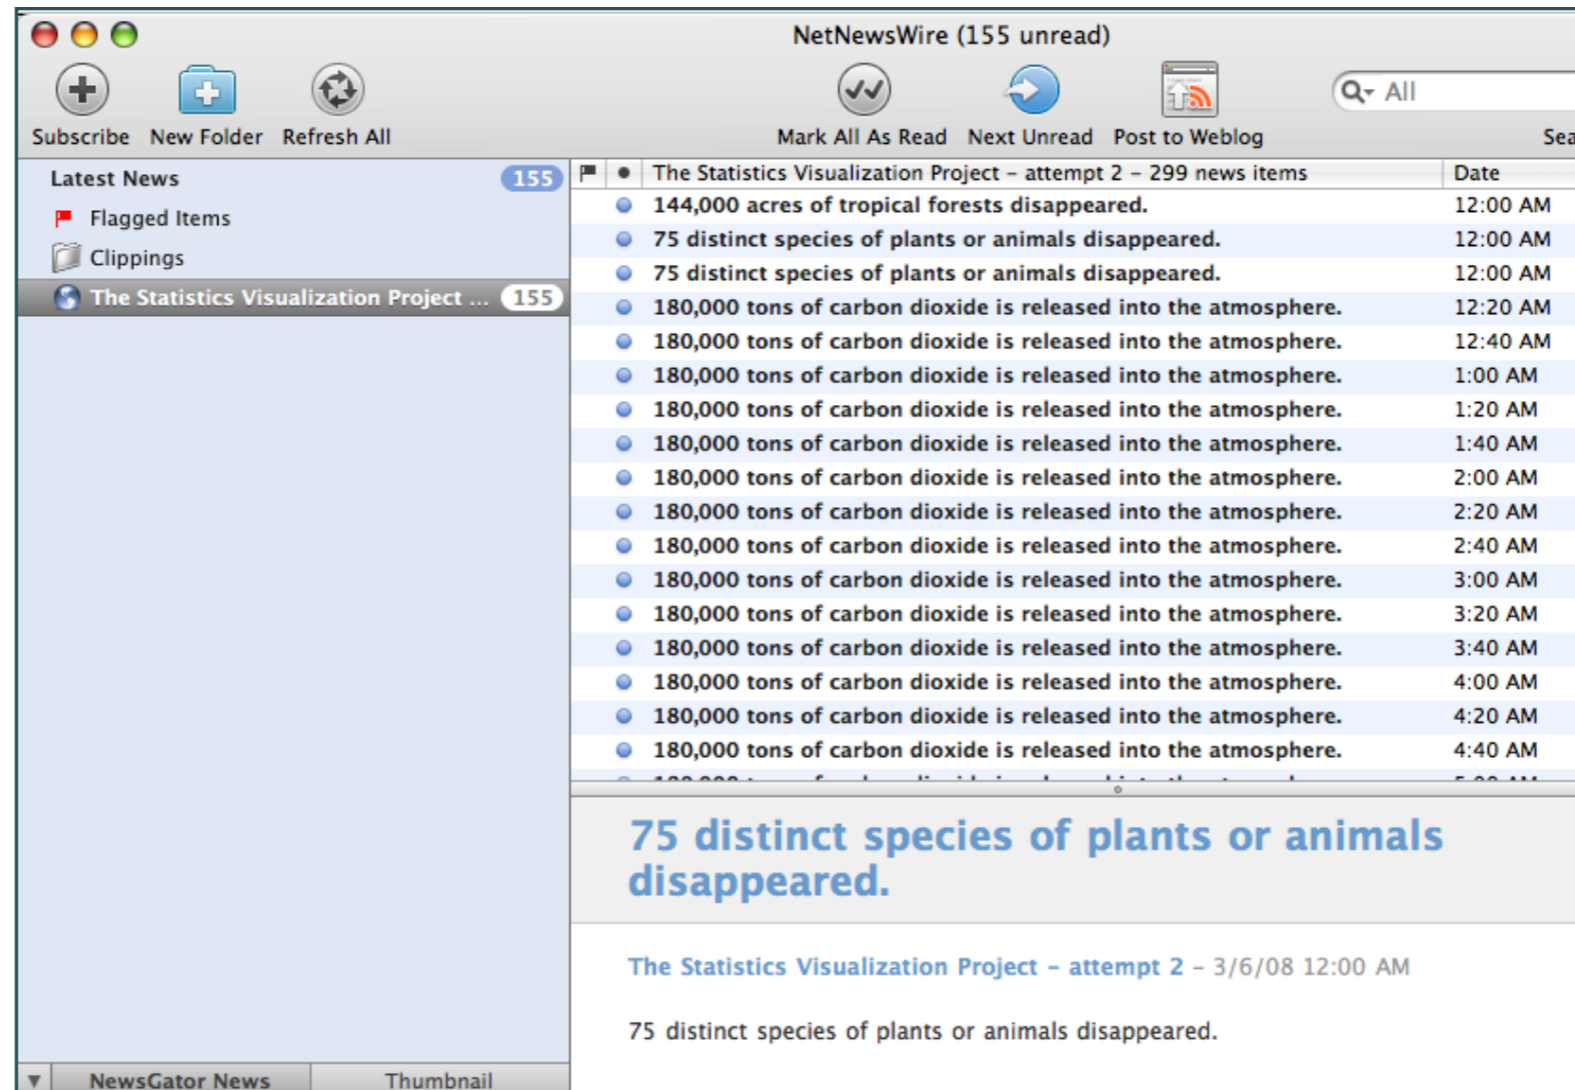 NetNewsWire (155 unread)
Subscribe New Folder Refresh All
Mark All As Read Next Unread Post to Weblog
All
Latest News 155
Flagged Items
Clippings
The Statistics Visualization Project ... 155
The Statistics Visualization Project – attempt 2 – 299 news items Date
144,000 acres of tropical forests disappeared. 12:00 AM
75 distinct species of plants or animals disappeared. 12:00 AM
75 distinct species of plants or animals disappeared. 12:00 AM
180,000 tons of carbon dioxide is released into the atmosphere. 12:20 AM
180,000 tons of carbon dioxide is released into the atmosphere. 12:40 AM
180,000 tons of carbon dioxide is released into the atmosphere. 1:00 AM
180,000 tons of carbon dioxide is released into the atmosphere. 1:20 AM
180,000 tons of carbon dioxide is released into the atmosphere. 1:40 AM
180,000 tons of carbon dioxide is released into the atmosphere. 2:00 AM
180,000 tons of carbon dioxide is released into the atmosphere. 2:20 AM
180,000 tons of carbon dioxide is released into the atmosphere. 2:40 AM
180,000 tons of carbon dioxide is released into the atmosphere. 3:00 AM
180,000 tons of carbon dioxide is released into the atmosphere. 3:20 AM
180,000 tons of carbon dioxide is released into the atmosphere. 3:40 AM
180,000 tons of carbon dioxide is released into the atmosphere. 4:00 AM
180,000 tons of carbon dioxide is released into the atmosphere. 4:20 AM
180,000 tons of carbon dioxide is released into the atmosphere. 4:40 AM
75 distinct species of plants or animals
disappeared.
The Statistics Visualization Project – attempt 2 – 3/6/08 12:00 AM
75 distinct species of plants or animals disappeared.
NewsGator News Thumbnail